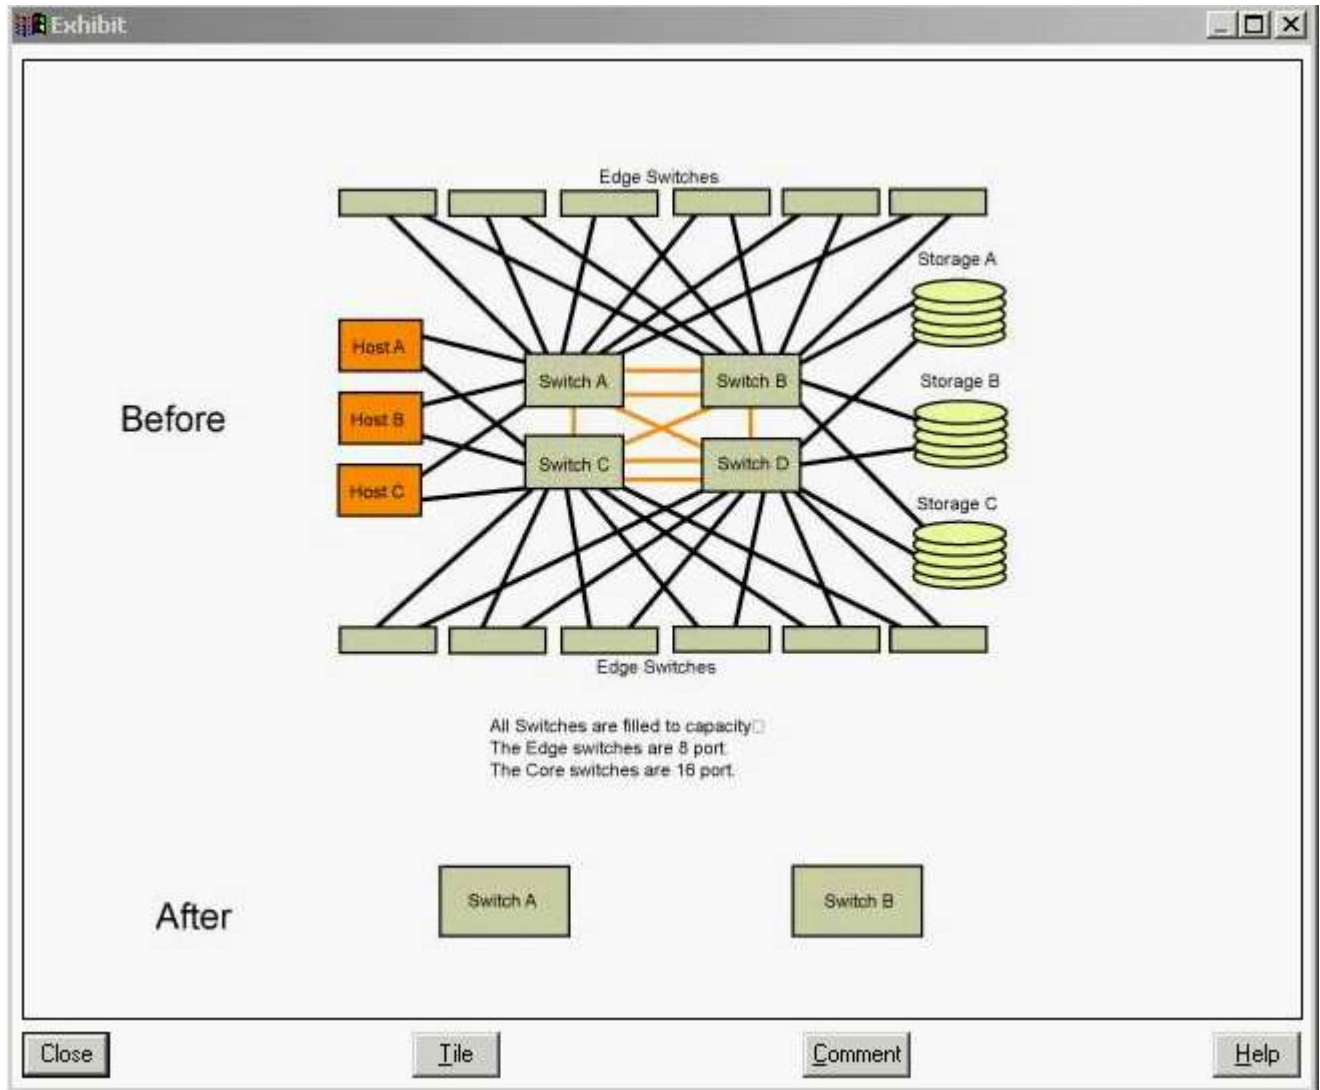 Exhibit
Edge Switches
Storage A
Host A
Switch A
Switch B
Storage B
Before
Host B
Switch C
Switch D
Host C
Storage C
Edge Switches
All Switches are filled to capacity
The Edge switches are 8 port.
The Core switches are 16 port.
After
Switch A
Switch B
Close
Tile
Comment
Help